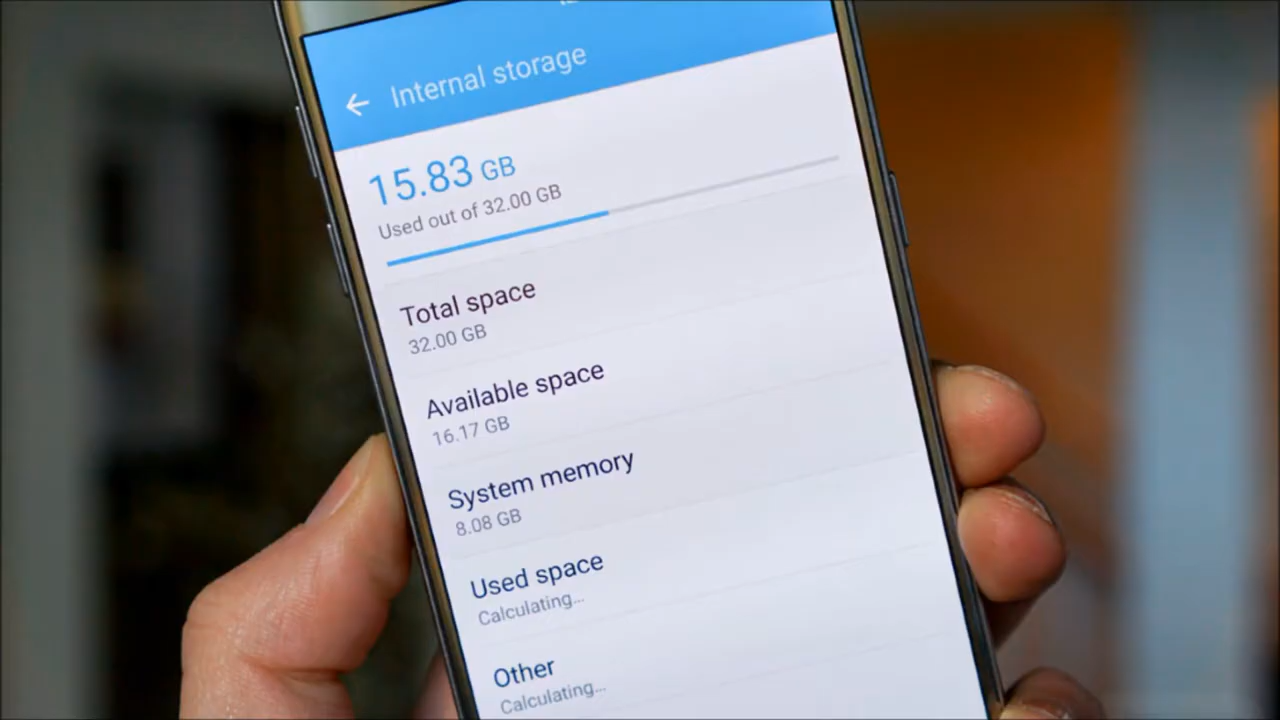 Internal storage
15.83 GB
Used out of 32.00 GB
Total space
32.00 GB
Available space
16.17 GB
System memory
8.08 GB
Used space
Calculating...
Other
Calculating...